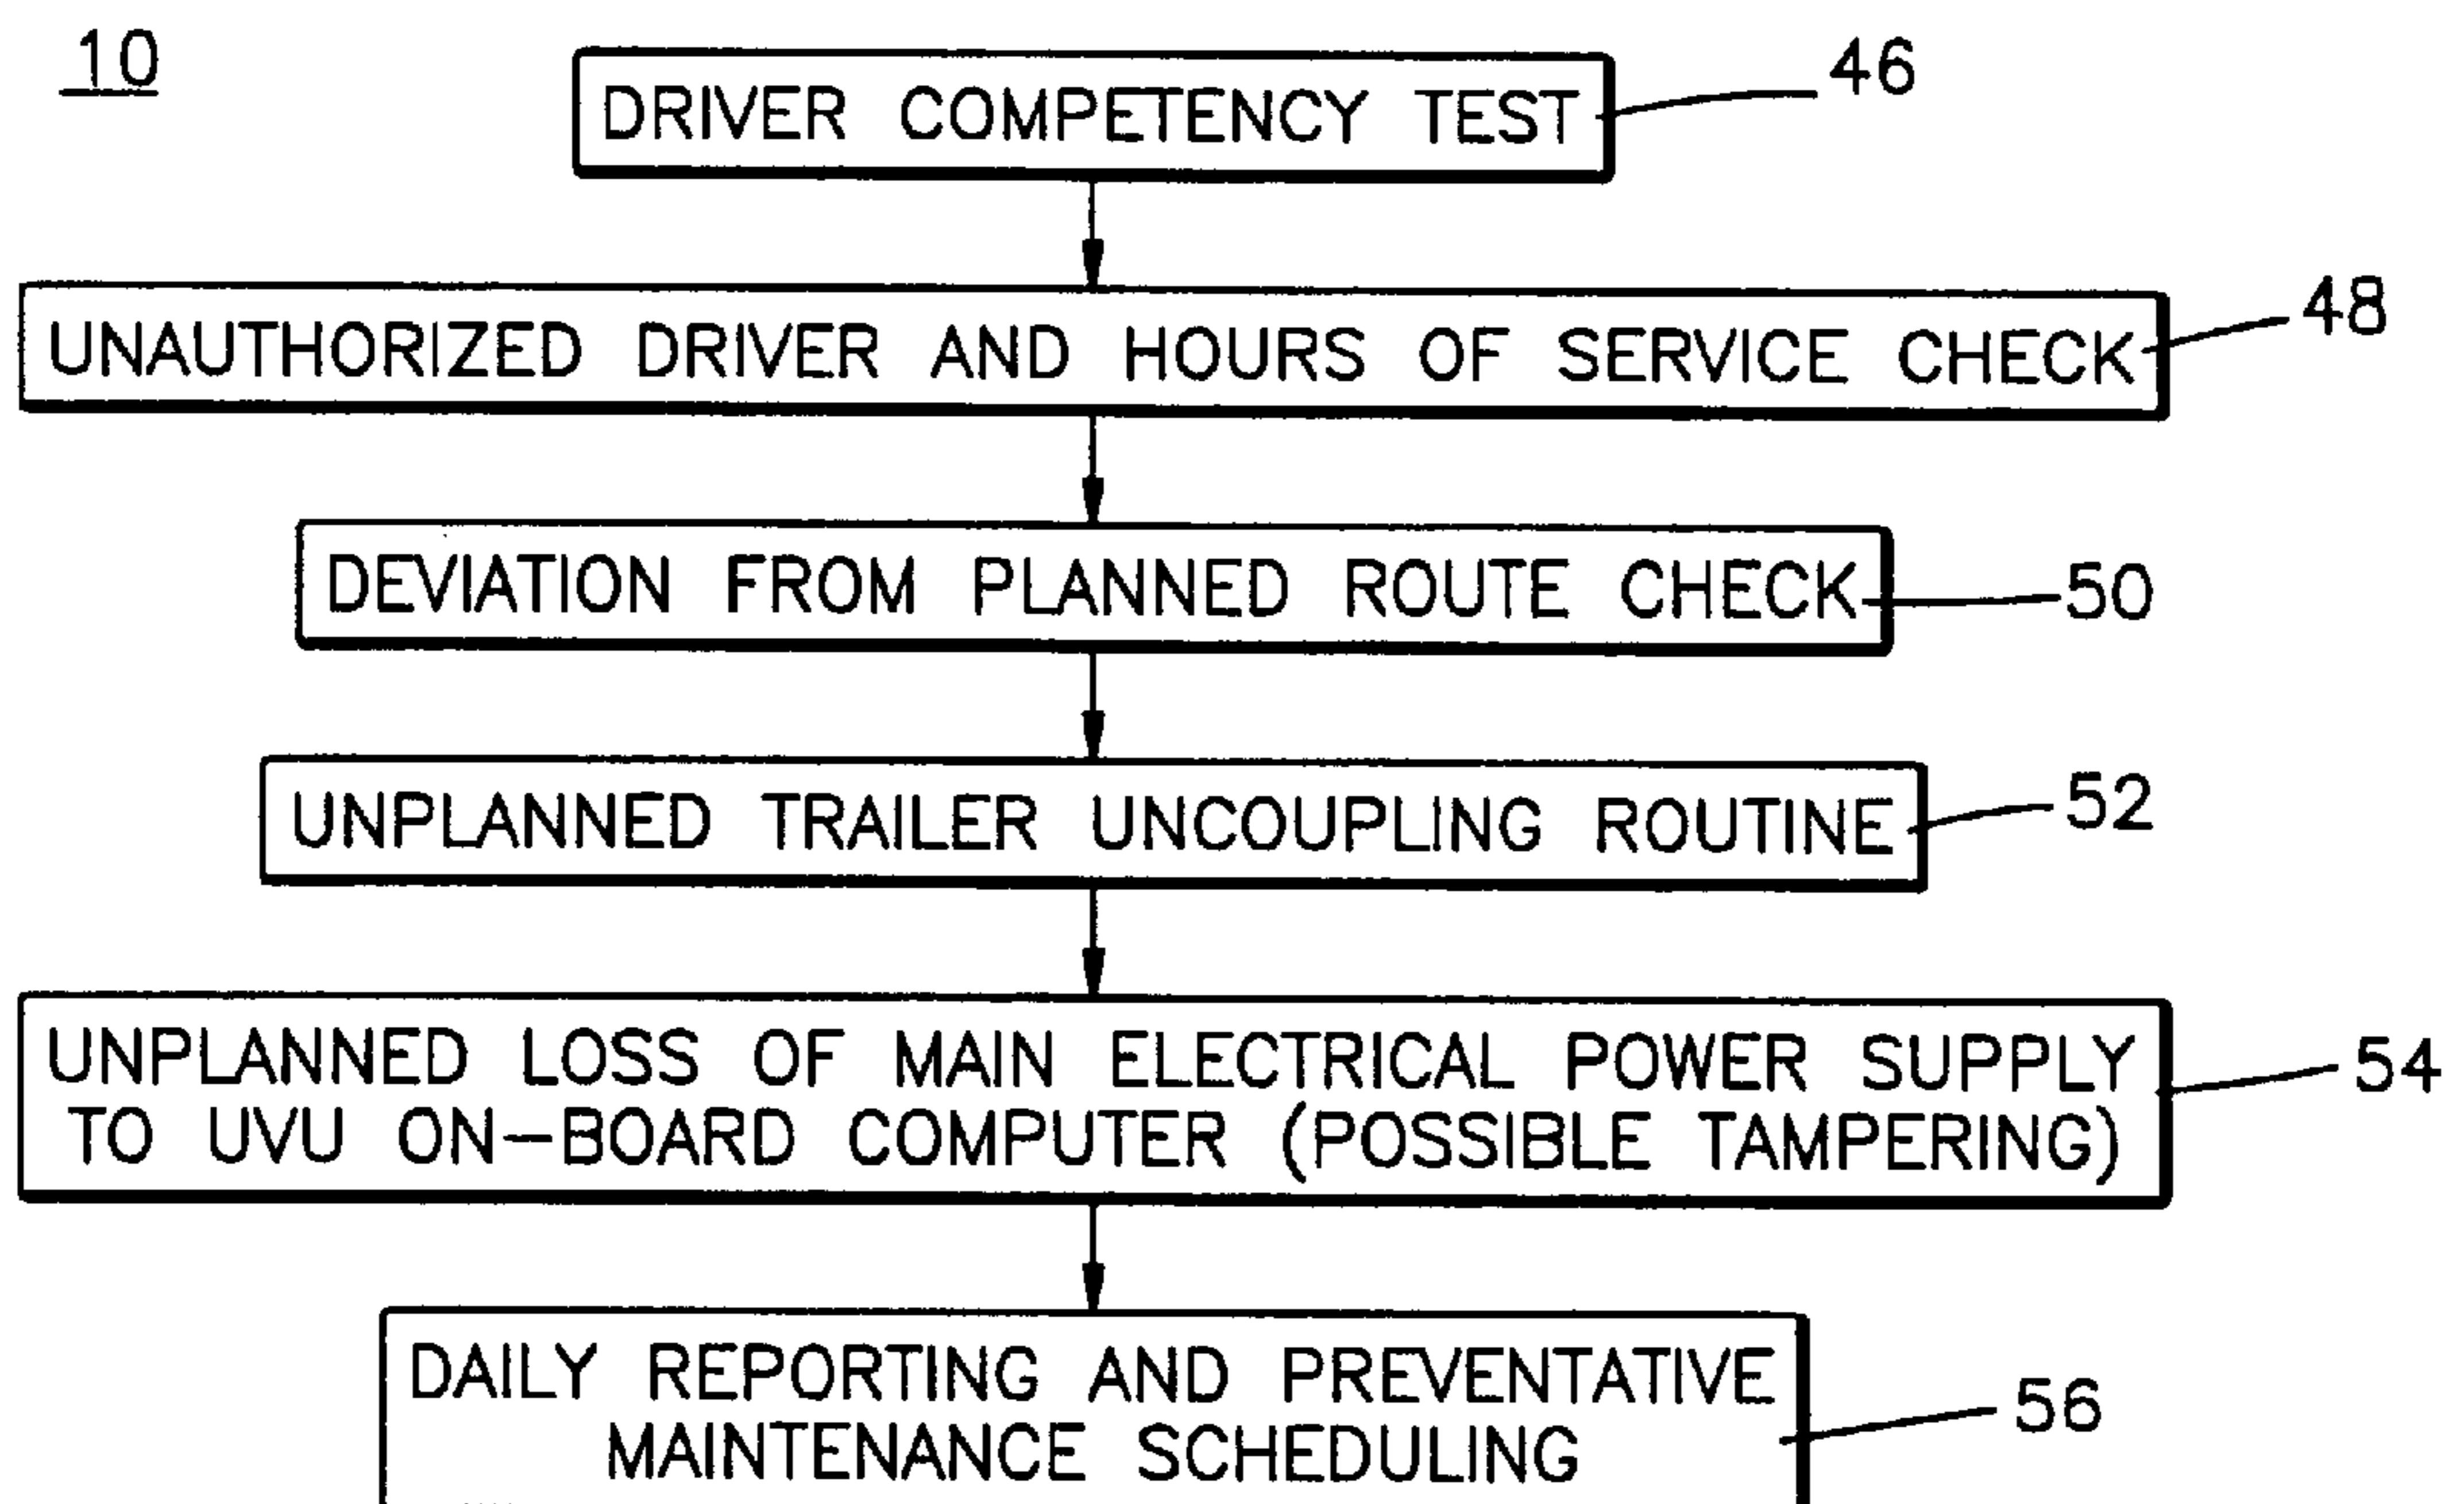 10
DRIVER COMPETENCY TEST
46
UNAUTHORIZED DRIVER AND HOURS OF SERVICE CHECK
48
DEVIATION FROM PLANNED ROUTE CHECK
50
UNPLANNED TRAILER UNCOUPLING ROUTINE
52
UNPLANNED LOSS OF MAIN ELECTRICAL POWER SUPPLY
TO UVU ON-BOARD COMPUTER (POSSIBLE TAMPERING)
54
DAILY REPORTING AND PREVENTATIVE
MAINTENANCE SCHEDULING
56